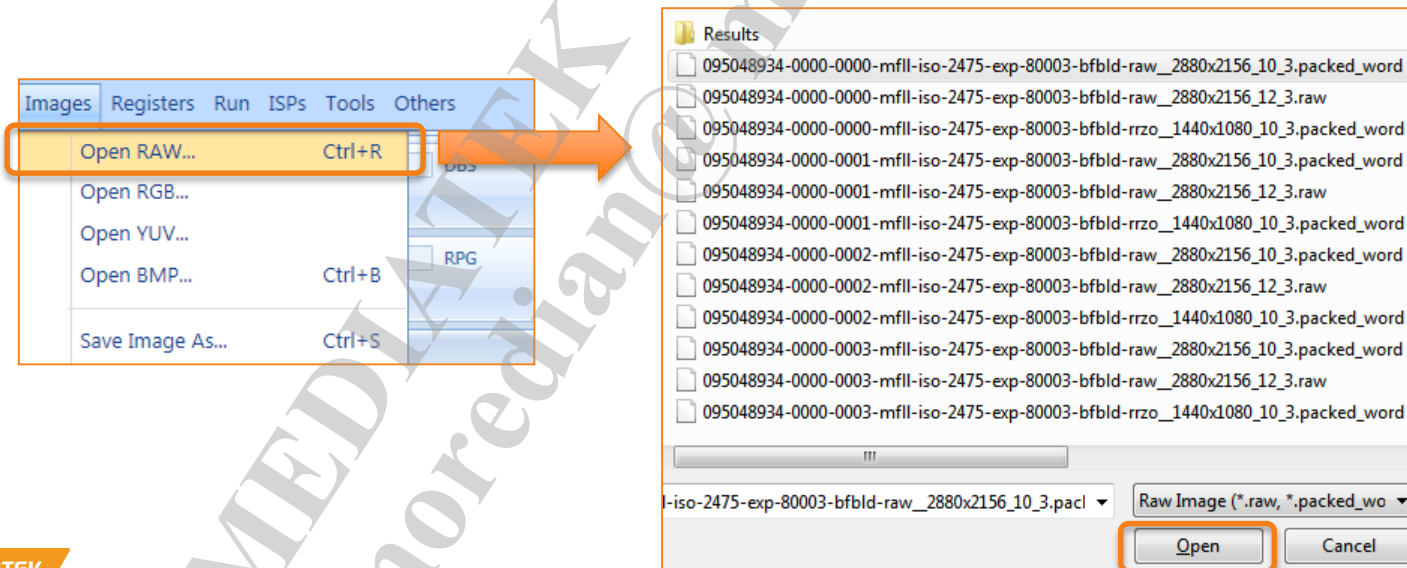 Images Registers Run ISPs Tools Others
Open RAW... Ctrl+R
Open RGB...
Open YUV...
Open BMP... Ctrl+B
Save Image As... Ctrl+S
DBS
RPG
Results
095048934-0000-0000-mfll-iso-2475-exp-80003-bfbld-raw__2880x2156_10_3.packed_word
095048934-0000-0000-mfll-iso-2475-exp-80003-bfbld-raw__2880x2156_12_3.raw
095048934-0000-0000-mfll-iso-2475-exp-80003-bfbld-rrzo__1440x1080_10_3.packed_word
095048934-0000-0001-mfll-iso-2475-exp-80003-bfbld-raw__2880x2156_10_3.packed_word
095048934-0000-0001-mfll-iso-2475-exp-80003-bfbld-raw__2880x2156_12_3.raw
095048934-0000-0001-mfll-iso-2475-exp-80003-bfbld-rrzo__1440x1080_10_3.packed_word
095048934-0000-0002-mfll-iso-2475-exp-80003-bfbld-raw__2880x2156_10_3.packed_word
095048934-0000-0002-mfll-iso-2475-exp-80003-bfbld-raw__2880x2156_12_3.raw
095048934-0000-0002-mfll-iso-2475-exp-80003-bfbld-rrzo__1440x1080_10_3.packed_word
095048934-0000-0003-mfll-iso-2475-exp-80003-bfbld-raw__2880x2156_10_3.packed_word
095048934-0000-0003-mfll-iso-2475-exp-80003-bfbld-raw__2880x2156_12_3.raw
095048934-0000-0003-mfll-iso-2475-exp-80003-bfbld-rrzo__1440x1080_10_3.packed_word
l-iso-2475-exp-80003-bfbld-raw__2880x2156_10_3.pacl
Raw Image (*.raw, *.packed_wo
Open Cancel
MEDIATEK
noredian@